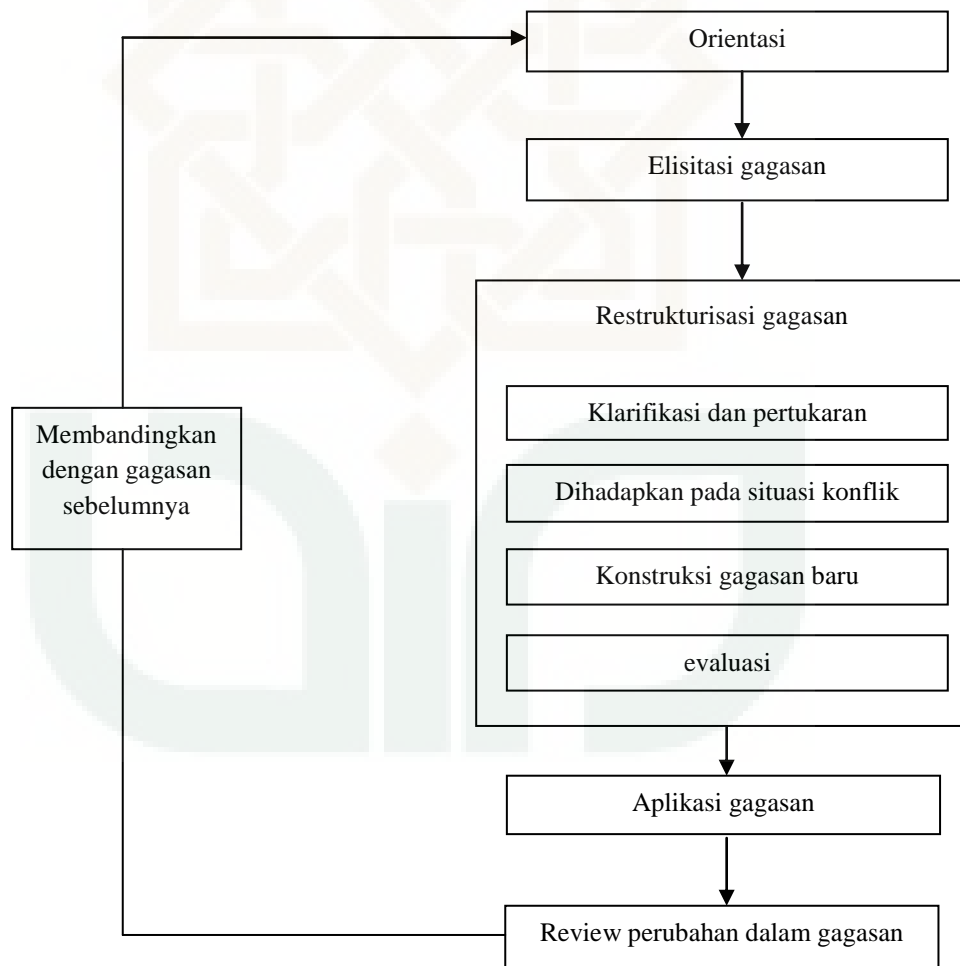 Orientasi
Elisitasi gagasan
Restrukturisasi gagasan
Klarifikasi dan pertukaran
Dihadapkan pada situasi konflik
Konstruksi gagasan baru
evaluasi
Aplikasi gagasan
Review perubahan dalam gagasan
Membandingkan
dengan gagasan
sebelumnya